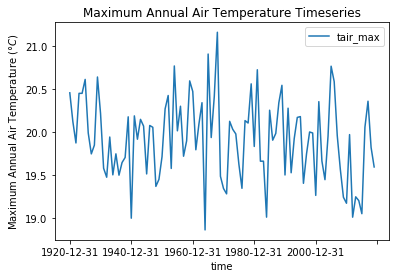 Maximum Annual Air Temperature Timeseries
tair_max
Maximum Annual Air Temperature (°C)
21.0
20.5
20.0
19.5
19.0
1920-12-31 1940-12-31 1960-12-31 1980-12-31 2000-12-31
time